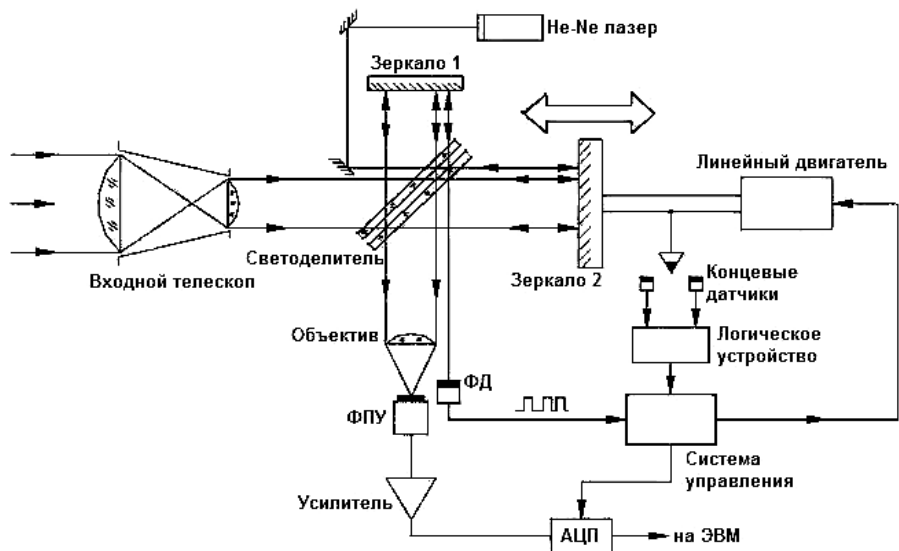 He-Ne лазер
Зеркало 1
Линейный двигатель
Светоделитель
Входной телескоп
Зеркало 2
Концевые
датчики
Объектив
Логическое
устройство
ФД
ФПУ
Система
управления
Усилитель
АЦП
на ЭВМ